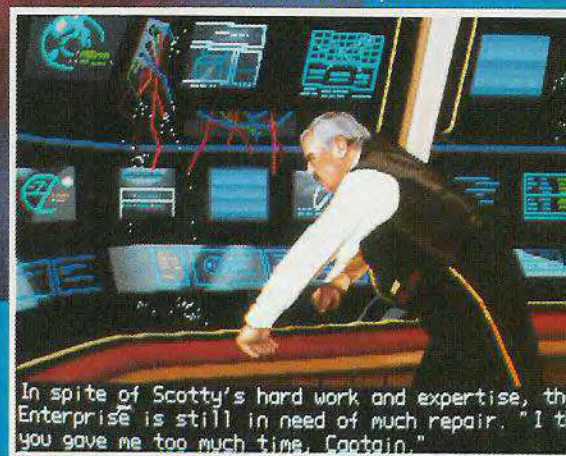 In spite of Scotty's hard work and expertise, th
Enterprise is still in need of much repair. "I t
you gave me too much time, Captain."